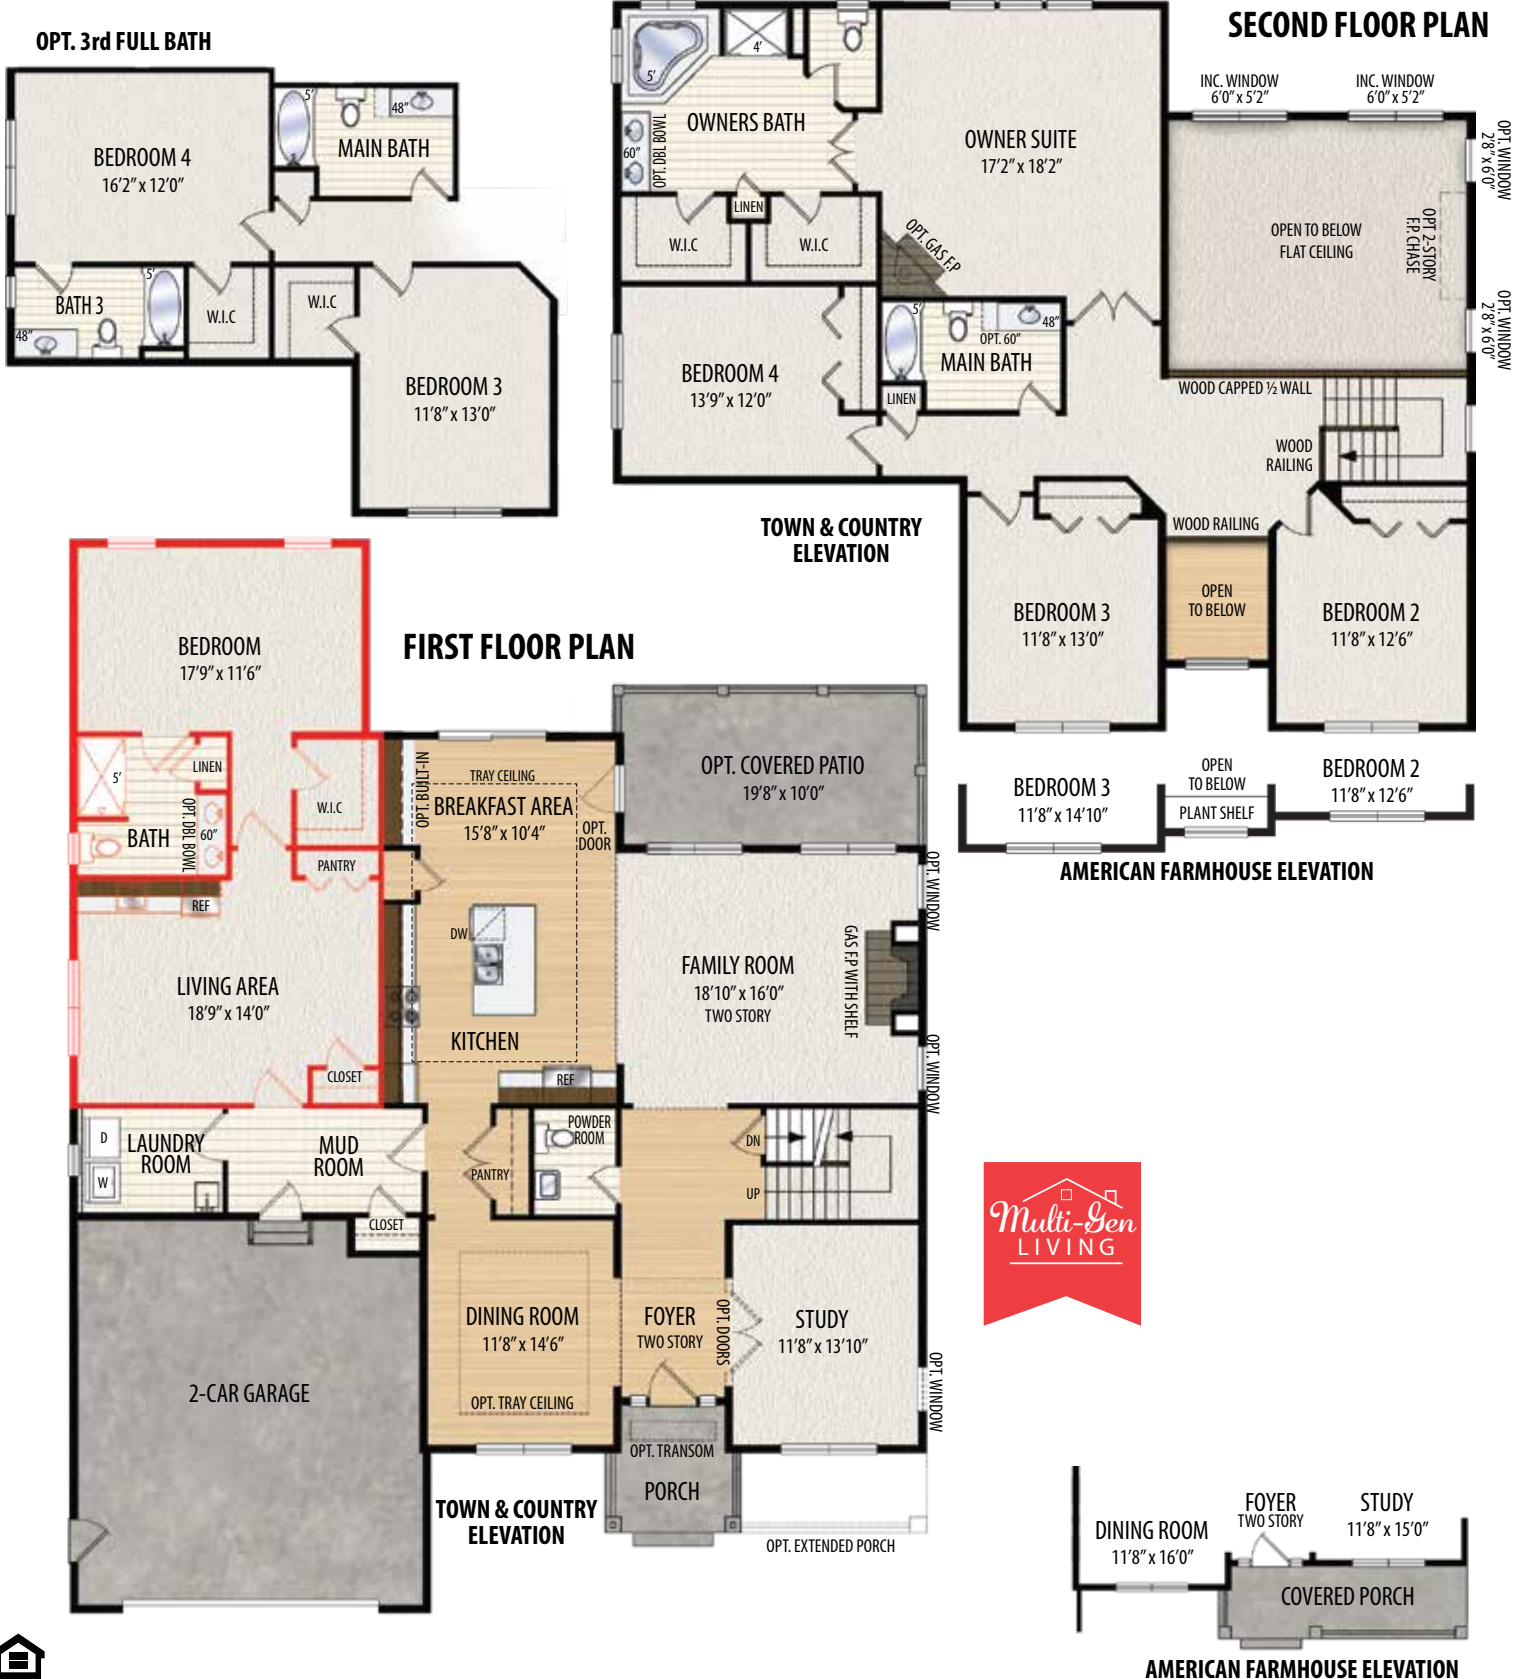 OPT. 3rd FULL BATH
BEDROOM 4
16'2" x 12'0"
5'
48"
MAIN BATH
BATH 3
5'
48"
W.I.C
W.I.C
BEDROOM 3
11'8" x 13'0"
SECOND FLOOR PLAN
5'
4'
OWNERS BATH
60"
OPT. DBL BOWL
LINEN
W.I.C
W.I.C
OWNER SUITE
17'2" x 18'2"
OPT. GAS F.P
INC. WINDOW
6'0" x 5'2"
INC. WINDOW
6'0" x 5'2"
OPT. WINDOW
2'8" x 6'0"
OPEN TO BELOW
FLAT CEILING
OPT 2-STORY
F.P. CHASE
OPT. WINDOW
2'8" x 6'0"
BEDROOM 4
13'9" x 12'0"
5'
48"
OPT. 60"
MAIN BATH
LINEN
WOOD CAPPED ½ WALL
WOOD
RAILING
WOOD RAILING
TOWN & COUNTRY
ELEVATION
BEDROOM 3
11'8" x 13'0"
OPEN
TO BELOW
BEDROOM 2
11'8" x 12'6"
BEDROOM 3
11'8" x 14'10"
OPEN
TO BELOW
PLANT SHELF
BEDROOM 2
11'8" x 12'6"
AMERICAN FARMHOUSE ELEVATION
FIRST FLOOR PLAN
BEDROOM
17'9" x 11'6"
5'
LINEN
BATH
OPT. DBL BOWL
60"
W.I.C
PANTRY
REF
LIVING AREA
18'9" x 14'0"
CLOSET
OPT. BUILT-IN
TRAY CEILING
BREAKFAST AREA
15'8" x 10'4"
OPT.
DOOR
OPT. COVERED PATIO
19'8" x 10'0"
DW
KITCHEN
REF
FAMILY ROOM
18'10" x 16'0"
TWO STORY
GAS F.P WITH SHELF
OPT. WINDOW
OPT. WINDOW
D
W
LAUNDRY
ROOM
MUD
ROOM
CLOSET
PANTRY
POWDER
ROOM
DN
UP
2-CAR GARAGE
DINING ROOM
11'8" x 14'6"
OPT. TRAY CEILING
FOYER
TWO STORY
OPT. DOORS
STUDY
11'8" x 13'10"
OPT. WINDOW
OPT. TRANSOM
PORCH
OPT. EXTENDED PORCH
TOWN & COUNTRY
ELEVATION
Multi-Gen
LIVING
DINING ROOM
11'8" x 16'0"
FOYER
TWO STORY
STUDY
11'8" x 15'0"
COVERED PORCH
AMERICAN FARMHOUSE ELEVATION